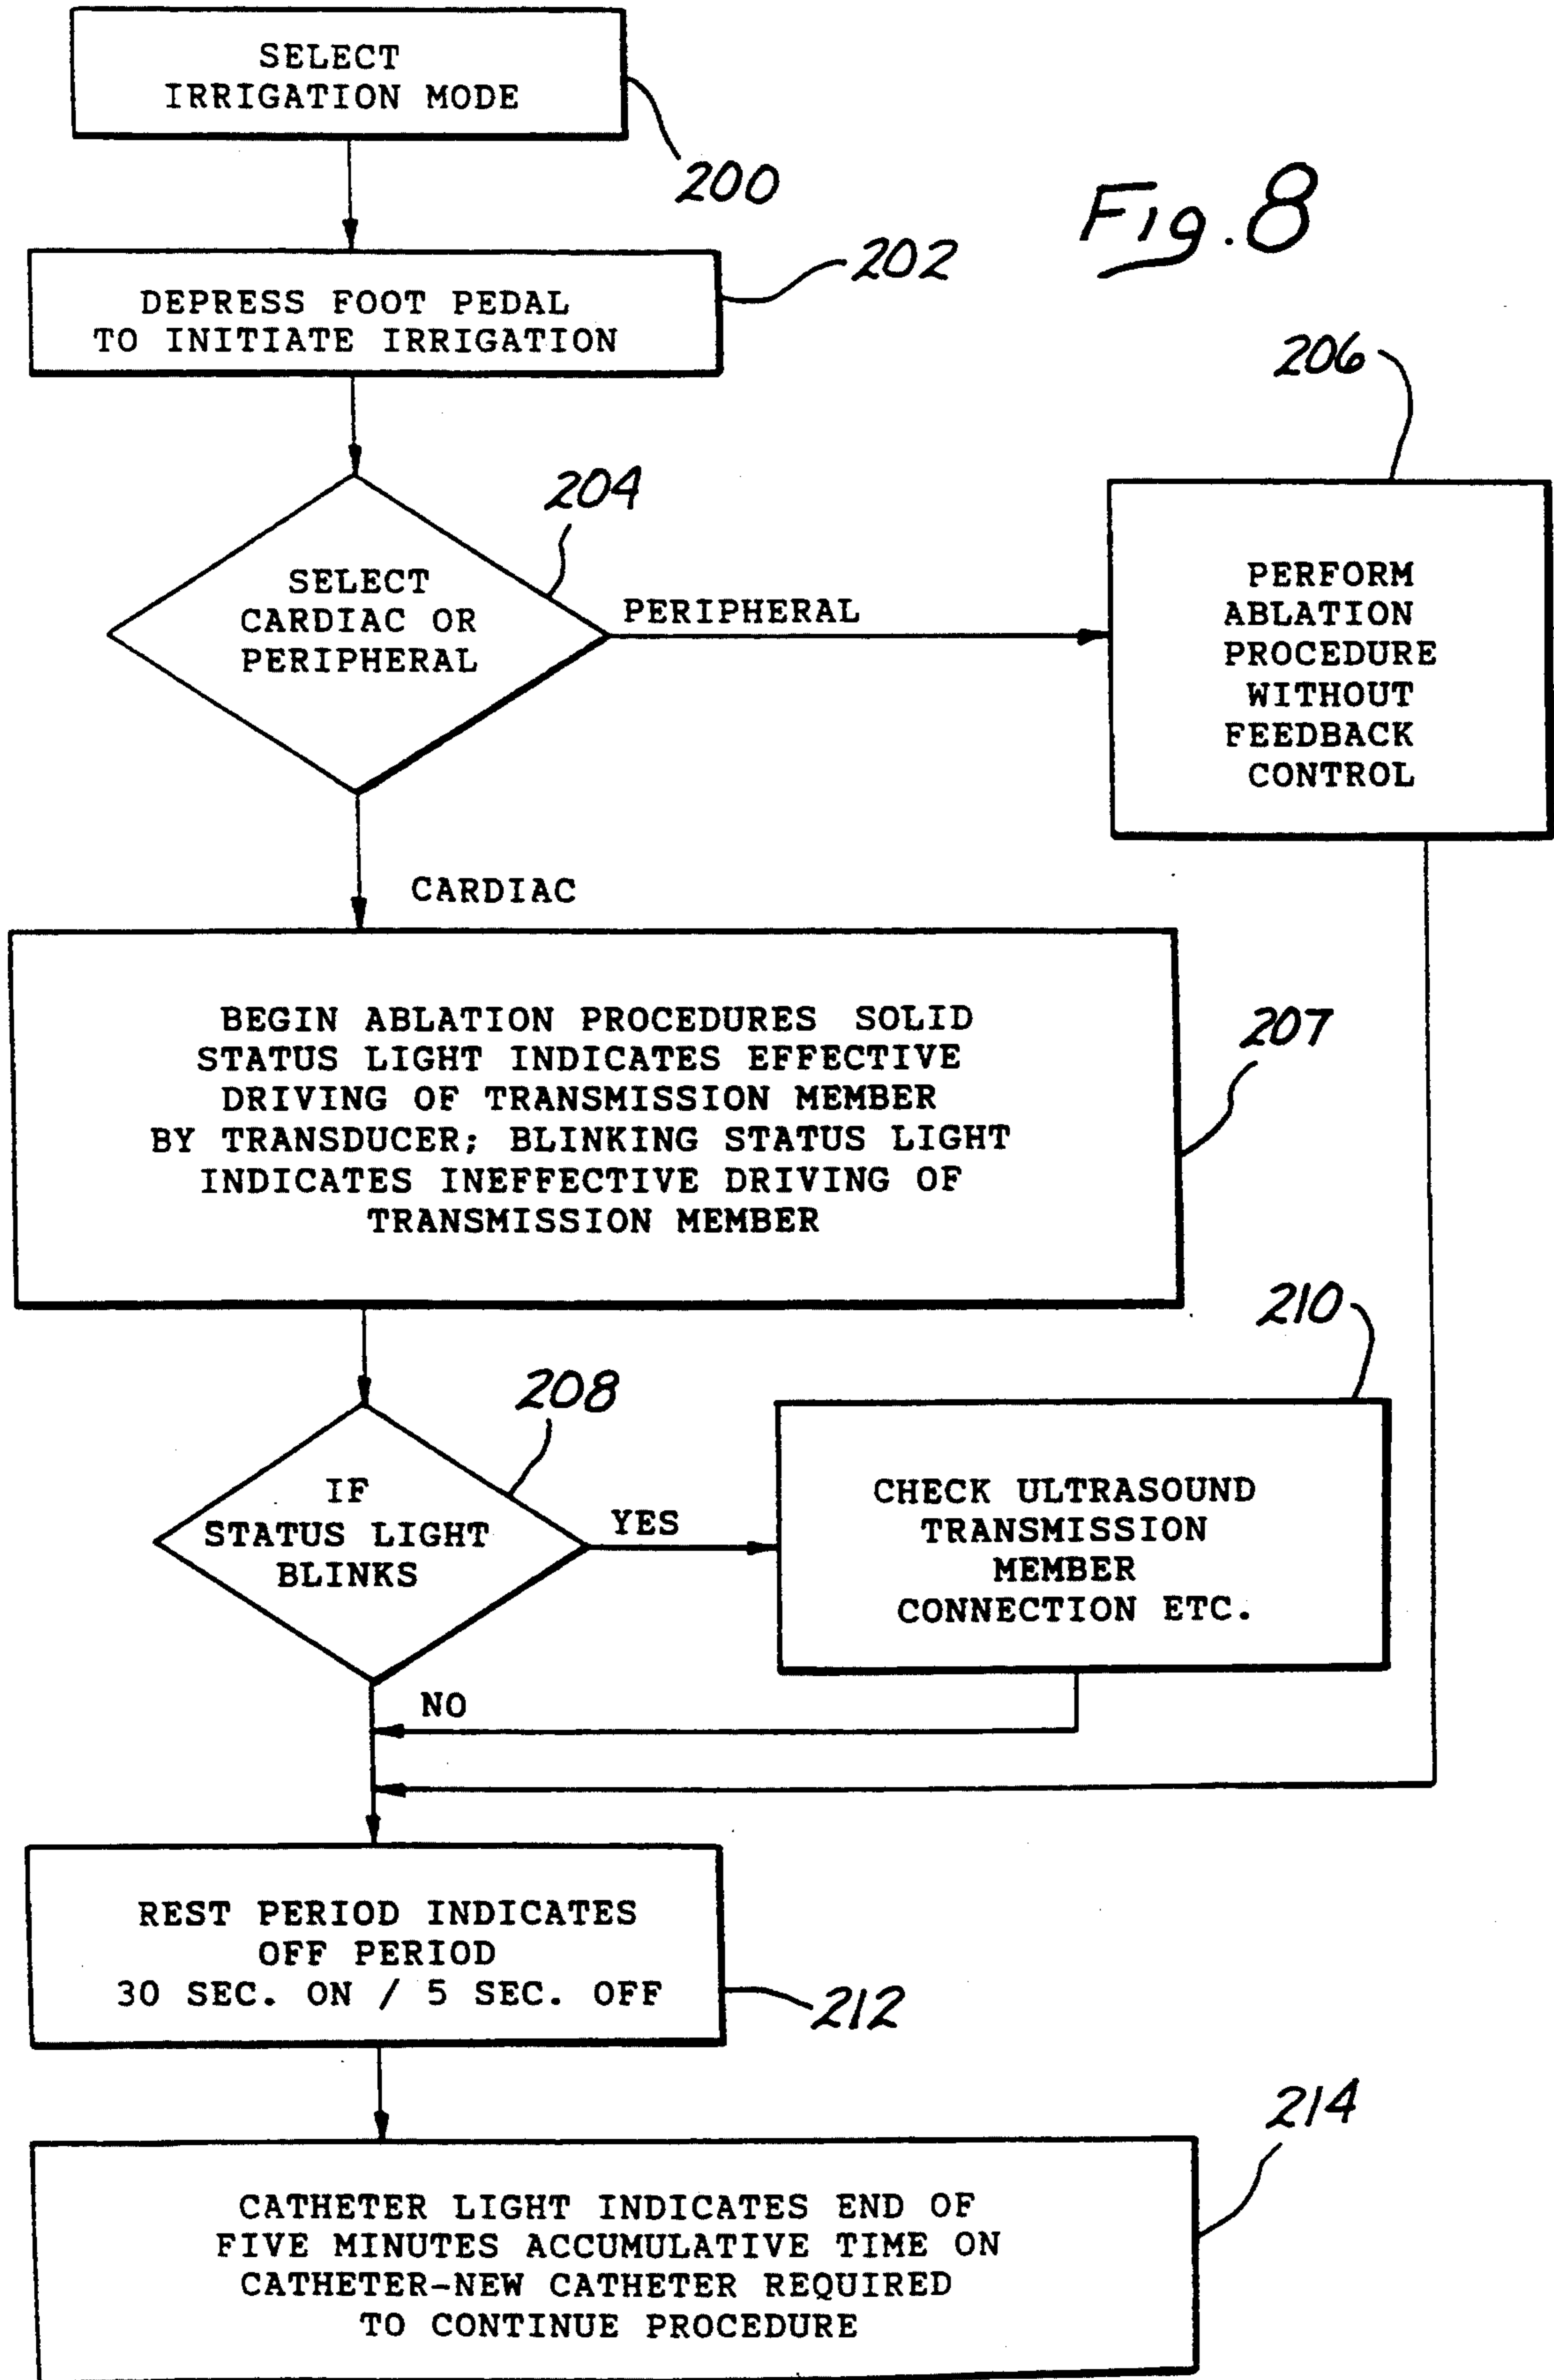 SELECT
IRRIGATION MODE
200
Fig. 8
DEPRESS FOOT PEDAL
TO INITIATE IRRIGATION
202
206
204
SELECT
CARDIAC OR
PERIPHERAL
PERIPHERAL
PERFORM
ABLATION
PROCEDURE
WITHOUT
FEEDBACK
CONTROL
CARDIAC
BEGIN ABLATION PROCEDURES SOLID
STATUS LIGHT INDICATES EFFECTIVE
DRIVING OF TRANSMISSION MEMBER
BY TRANSDUCER; BLINKING STATUS LIGHT
INDICATES INEFFECTIVE DRIVING OF
TRANSMISSION MEMBER
207
210
208
IF
STATUS LIGHT
BLINKS
YES
CHECK ULTRASOUND
TRANSMISSION
MEMBER
CONNECTION ETC.
NO
REST PERIOD INDICATES
OFF PERIOD
30 SEC. ON / 5 SEC. OFF
212
214
CATHETER LIGHT INDICATES END OF
FIVE MINUTES ACCUMULATIVE TIME ON
CATHETER-NEW CATHETER REQUIRED
TO CONTINUE PROCEDURE